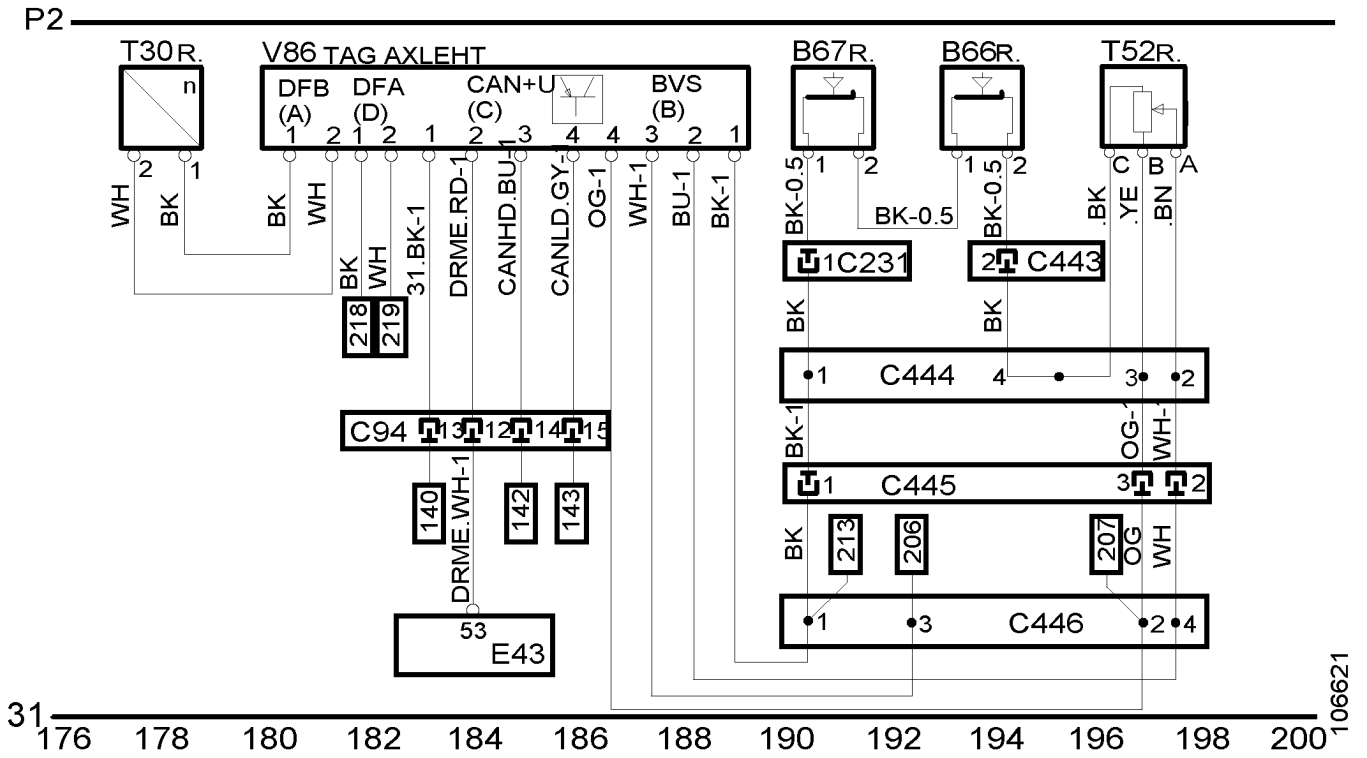 P2
T30 R. V86 TAG AXLEHT B67 R. B66 R. T52 R.
n DFB (A) DFA (D) CAN+U (C) BVS (B)
1 2 1 2 1 2 3 4 4 3 2 1
2 1 1 2 1 2 C B A
WH BK BK WH BK WH 31.BK-1 DRME.RD-1 CANHD.BU-1 CANLD.GY-1 OG-1 WH-1 BU-1 BK-1 BK-0.5 BK-0.5 BK-0.5 .BK .YE .BN
1 C231 2 C443
218 219 BK BK
1 C444 4 3 2
C94 13 12 14 15 BK-1 OG-1 WH-1
1 C445 3 2
140 DRME.WH-1 142 143 BK 213 206 207 OG WH
1 3 C446 2 4
53
E43
106621
31
176 178 180 182 184 186 188 190 192 194 196 198 200